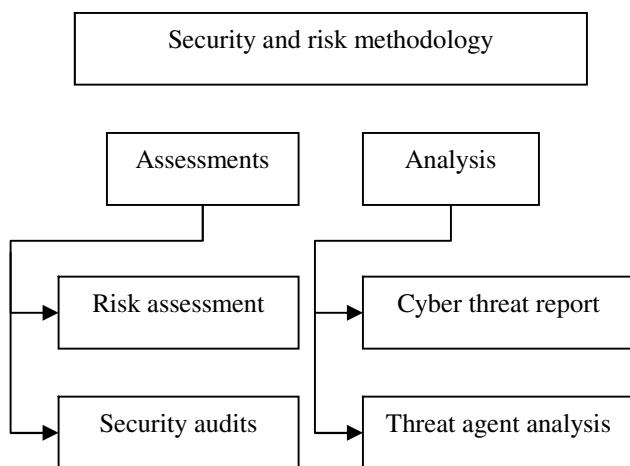 Security and risk methodology
Assessments
Analysis
Risk assessment
Cyber threat report
Security audits
Threat agent analysis